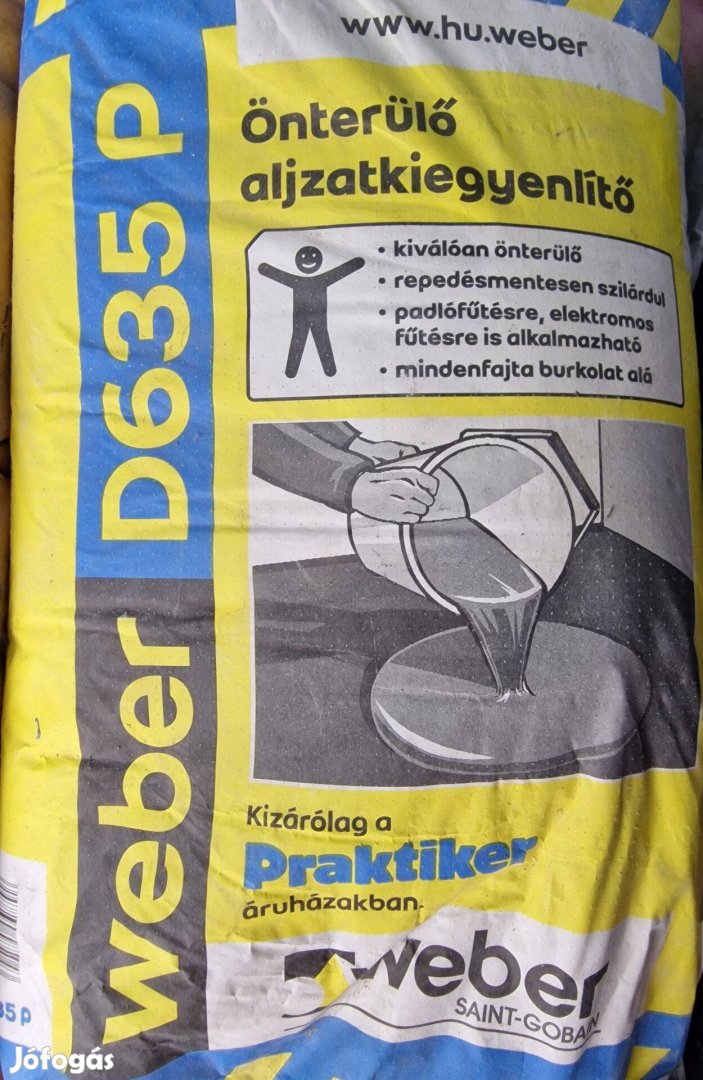 www.hu.weber
Önterülő
aljzatkiegyenlítő
• kiválóan önterülő
• repedésmentesen szilárdul
• padlófűtésre, elektromos
fűtésre is alkalmazható
• mindenfajta burkolat alá
weber D635 P
Kizárólag a
Praktiker
áruházakban.
weber
SAINT-GOBAIN
35 P
Jófogás